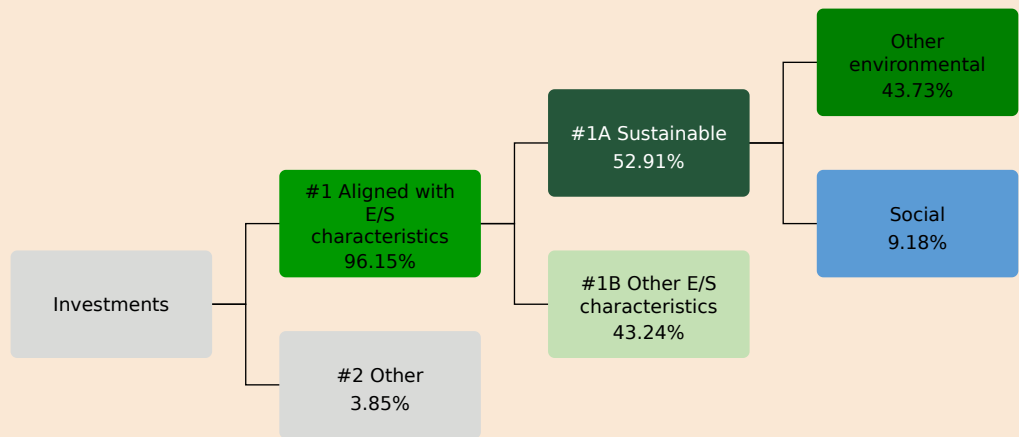 Investments
#1 Aligned with
E/S
characteristics
96.15%
#2 Other
3.85%
#1A Sustainable
52.91%
#1B Other E/S
characteristics
43.24%
Other
environmental
43.73%
Social
9.18%